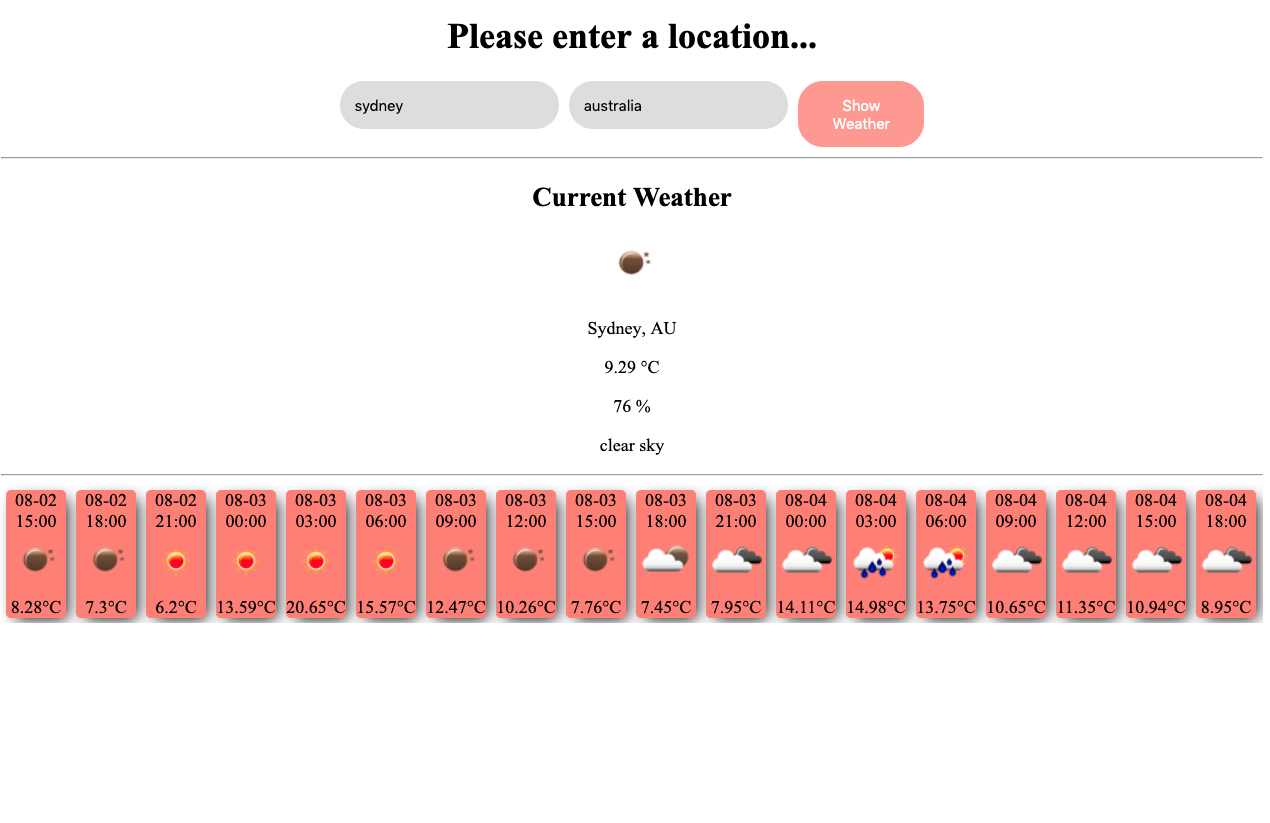 Please enter a location...
sydney
australia
Show
Weather
Current Weather
Sydney, AU
9.29 °C
76 %
clear sky
08-02 08-02 08-02 08-03 08-03 08-03 08-03 08-03 08-03 08-03 08-03 08-04 08-04 08-04 08-04 08-04 08-04 08-04
15:00 18:00 21:00 00:00 03:00 06:00 09:00 12:00 15:00 18:00 21:00 00:00 03:00 06:00 09:00 12:00 15:00 18:00
8.28°C 7.3°C 6.2°C 13.59°C 20.65°C 15.57°C 12.47°C 10.26°C 7.76°C 7.45°C 7.95°C 14.11°C 14.98°C 13.75°C 10.65°C 11.35°C 10.94°C 8.95°C